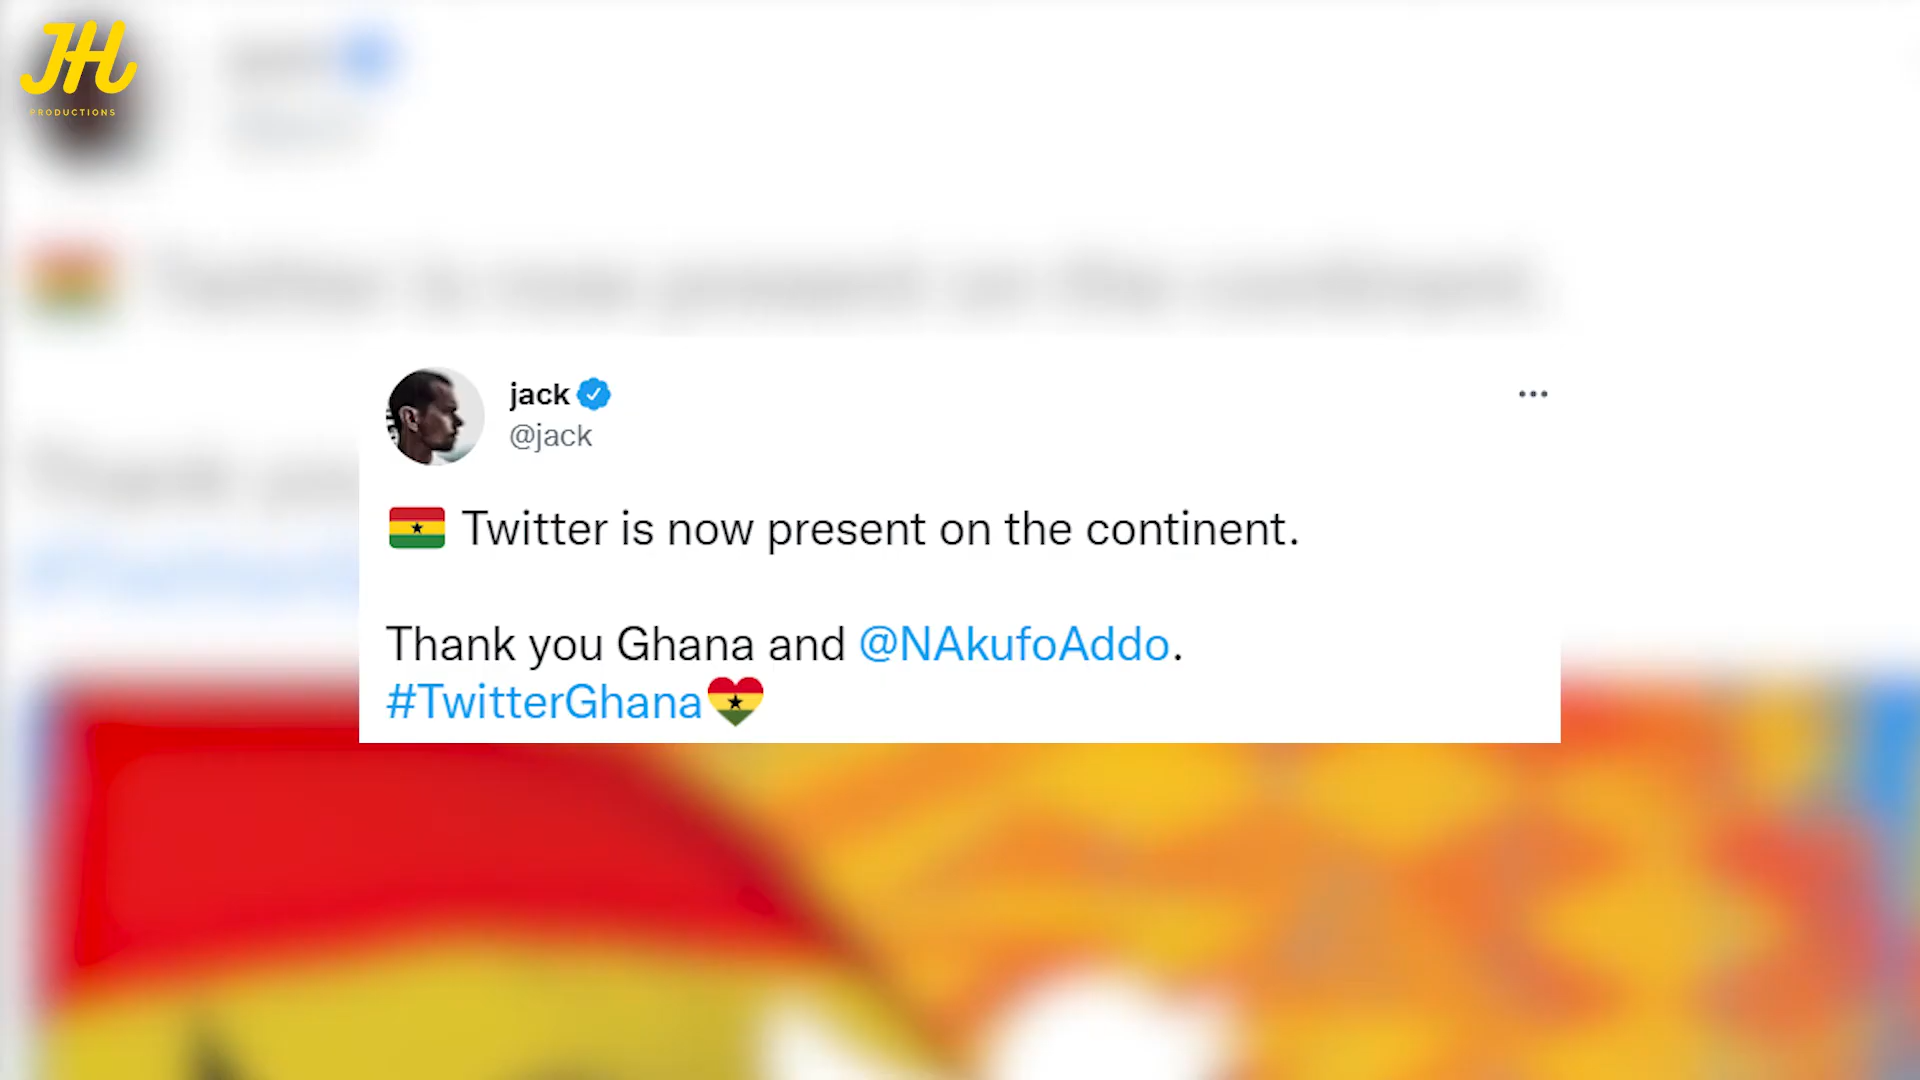 JH
PRODUCTIONS
jack
@jack
🇬🇭 Twitter is now present on the continent.
Thank you Ghana and @NAkufoAddo.
#TwitterGhana